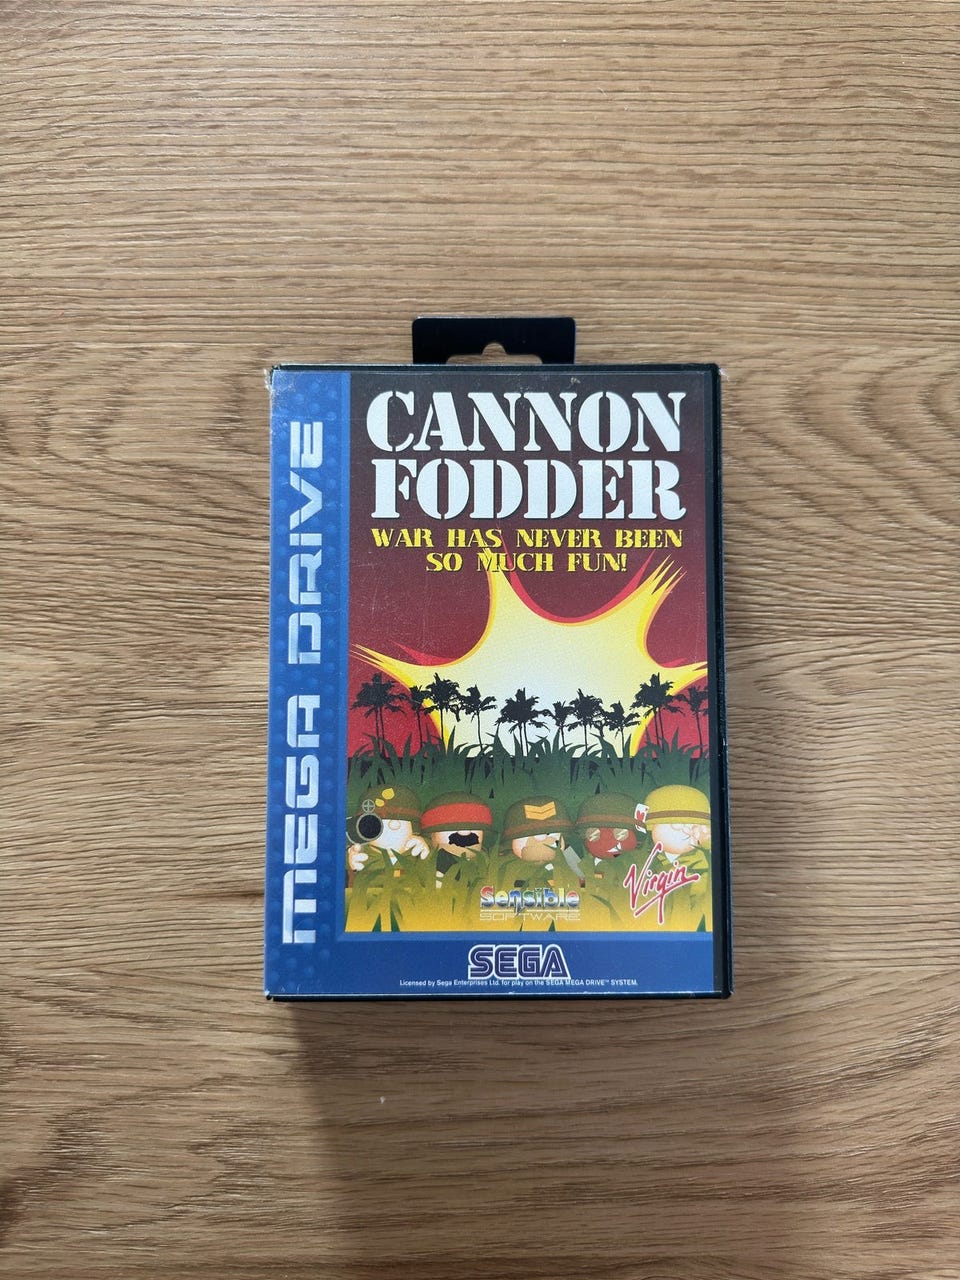 CANNON
FODDER
WAR HAS NEVER BEEN
SO MUCH FUN!
MEGA DRIVE
Sensible
SOFTWARE
Virgin
SEGA
Licensed by Sega Enterprises Ltd. for play on the SEGA MEGA DRIVE™ SYSTEM.